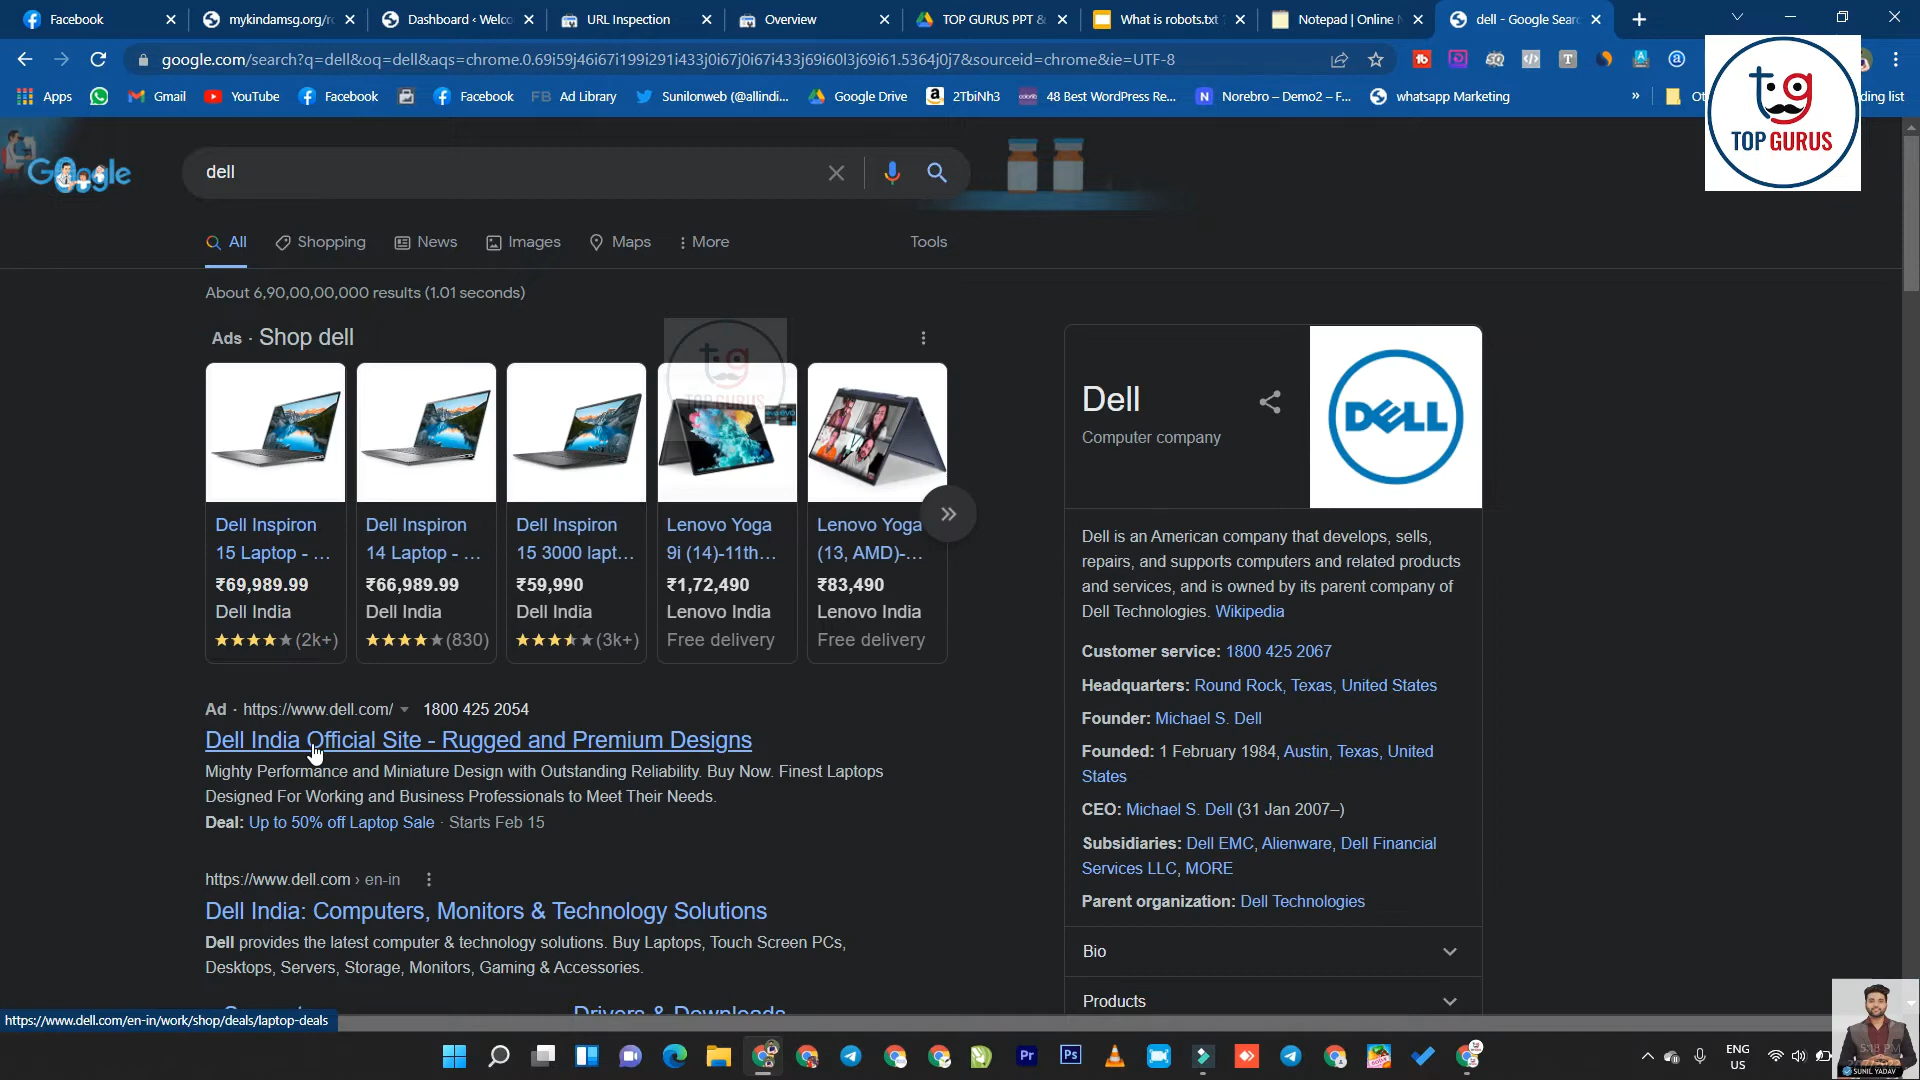 Facebook
mykindamsg.org/r
Dashboard ‹ Welco
URL Inspection
Overview
TOP GURUS PPT &
What is robots.txt
Notepad | Online N
dell - Google Searc
google.com/search?q=dell&oq=dell&aqs=chrome.0.69i59j46i67i199i291i433j0i67j0i67i433j69i60l3j69i61.5364j0j7&sourceid=chrome&ie=UTF-8
Apps
Gmail
YouTube
Facebook
Facebook
FB Ad Library
Sunilonweb (@allindi...
Google Drive
2TbiNh3
48 Best WordPress Re...
Norebro – Demo2 – F...
whatsapp Marketing
»
ding list
TOP GURUS
Google
dell
All
Shopping
News
Images
Maps
More
Tools
About 6,90,00,00,000 results (1.01 seconds)
Ads · Shop dell
TOP GURUS
Dell Inspiron
15 Laptop - ...
₹69,989.99
Dell India
(2k+)
Dell Inspiron
14 Laptop - ...
₹66,989.99
Dell India
(830)
Dell Inspiron
15 3000 lapt...
₹59,990
Dell India
(3k+)
Lenovo Yoga
9i (14)-11th...
₹1,72,490
Lenovo India
Free delivery
Lenovo Yoga
(13, AMD)-...
₹83,490
Lenovo India
Free delivery
Ad · https://www.dell.com/ 1800 425 2054
Dell India Official Site - Rugged and Premium Designs
Mighty Performance and Miniature Design with Outstanding Reliability. Buy Now. Finest Laptops
Designed For Working and Business Professionals to Meet Their Needs.
Deal: Up to 50% off Laptop Sale · Starts Feb 15
https://www.dell.com › en-in
Dell India: Computers, Monitors & Technology Solutions
Dell provides the latest computer & technology solutions. Buy Laptops, Touch Screen PCs,
Desktops, Servers, Storage, Monitors, Gaming & Accessories.
Drivers & Downloads
Dell
Computer company
DELL
Dell is an American company that develops, sells,
repairs, and supports computers and related products
and services, and is owned by its parent company of
Dell Technologies. Wikipedia
Customer service: 1800 425 2067
Headquarters: Round Rock, Texas, United States
Founder: Michael S. Dell
Founded: 1 February 1984, Austin, Texas, United
States
CEO: Michael S. Dell (31 Jan 2007–)
Subsidiaries: Dell EMC, Alienware, Dell Financial
Services LLC, MORE
Parent organization: Dell Technologies
Bio
Products
https://www.dell.com/en-in/work/shop/deals/laptop-deals
Pr
Ps
ENG
US
5:18 PM
SUNIL YADAV